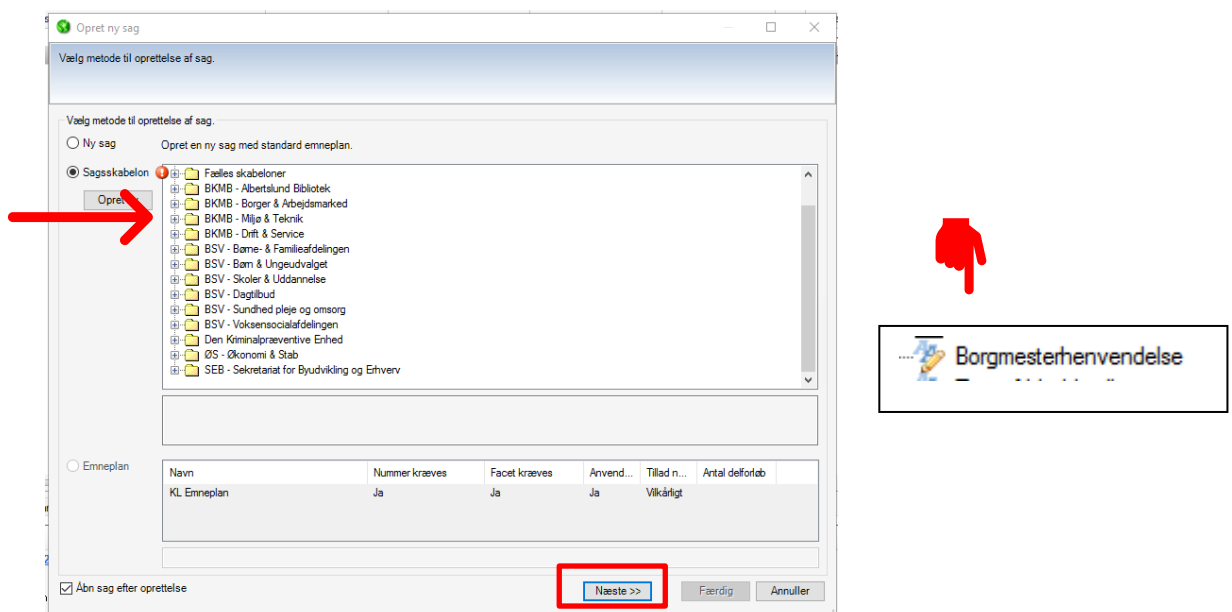 Opret ny sag
Vælg metode til oprettelse af sag.
Vælg metode til oprettelse af sag.
Ny sag
Opret en ny sag med standard emneplan.
Sagsskabelon
Fælles skabeloner
BKMB - Albertslund Bibliotek
Opret
BKMB - Borger & Arbejdsmarked
BKMB - Miljø & Teknik
BKMB - Drift & Service
BSV - Børne- & Familieafdelingen
BSV - Børn & Ungeudvalget
BSV - Skoler & Uddannelse
BSV - Dagtilbud
BSV - Sundhed pleje og omsorg
BSV - Voksensocialafdelingen
Den Kriminalpræventive Enhed
ØS - Økonomi & Stab
SEB - Sekretariat for Byudvikling og Erhverv
Borgmesterhenvendelse
Emneplan
Navn Nummer kræves Facet kræves Anvend... Tillad n... Antal delforløb
KL Emneplan Ja Ja Ja Vilkårligt
Åbn sag efter oprettelse
Næste >> Færdig Annuller